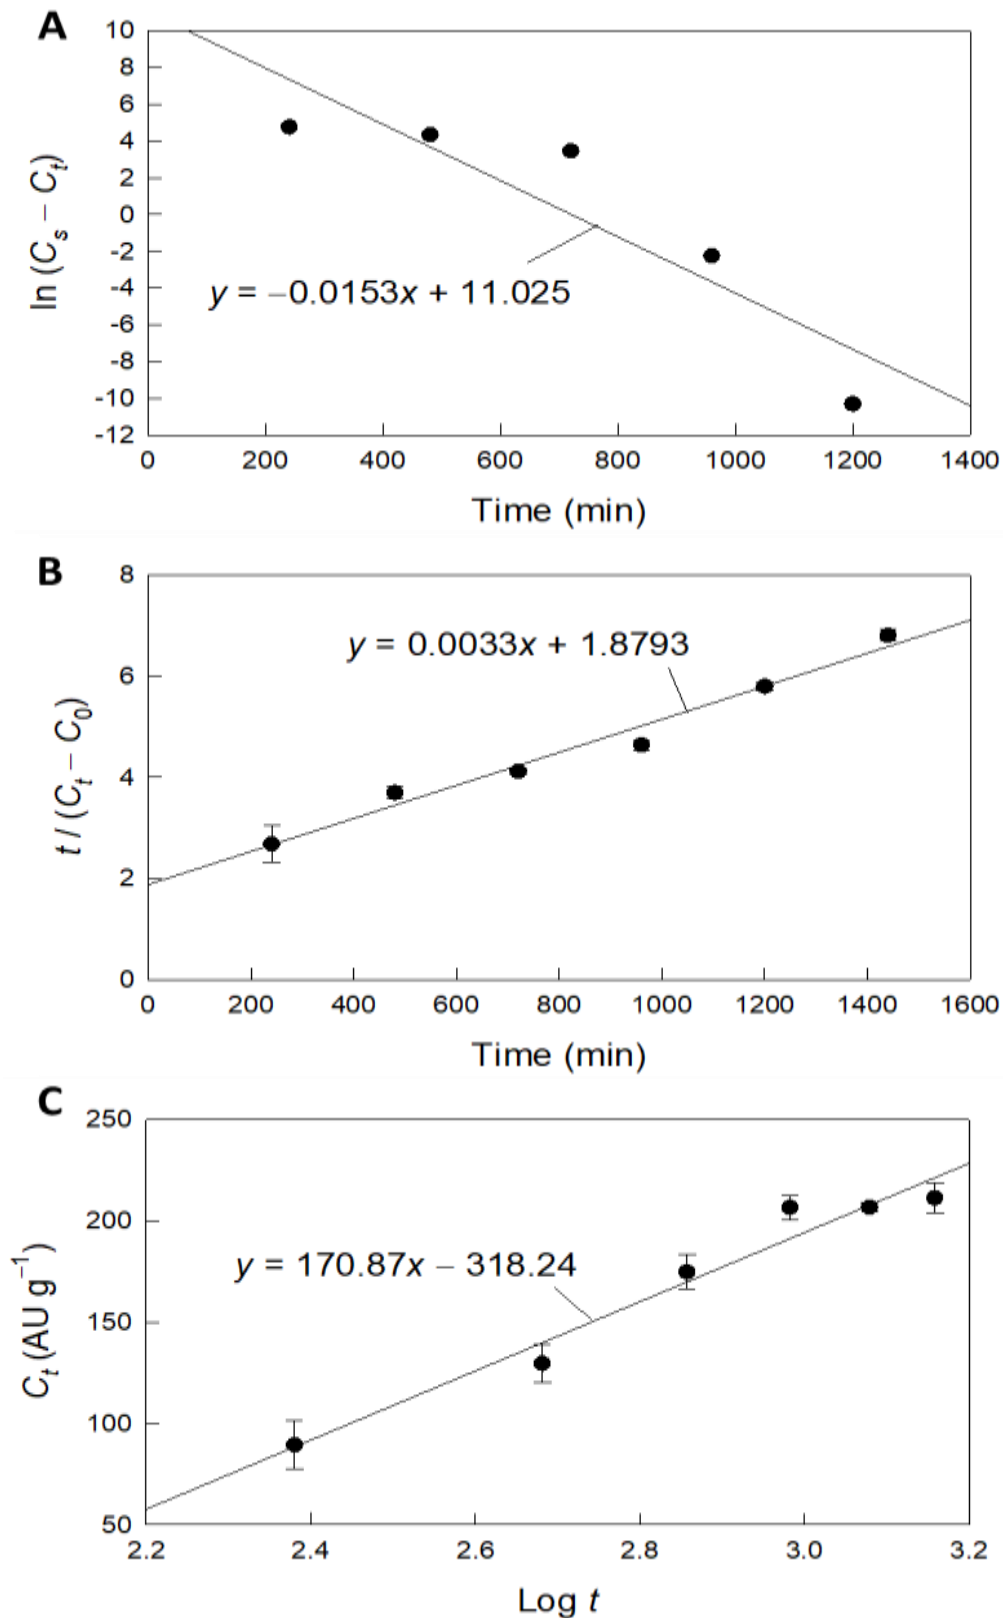 A
10
8
6
4
2
0
-2
-4
-6
-8
-10
-12
ln (Cs – Ct)
y = –0.0153x + 11.025
0 200 400 600 800 1000 1200 1400
Time (min)
B
8
6
4
2
0
t / (Ct – C0)
y = 0.0033x + 1.8793
0 200 400 600 800 1000 1200 1400 1600
Time (min)
C
250
200
150
100
50
Ct (AU g–1)
y = 170.87x – 318.24
2.2 2.4 2.6 2.8 3.0 3.2
Log t